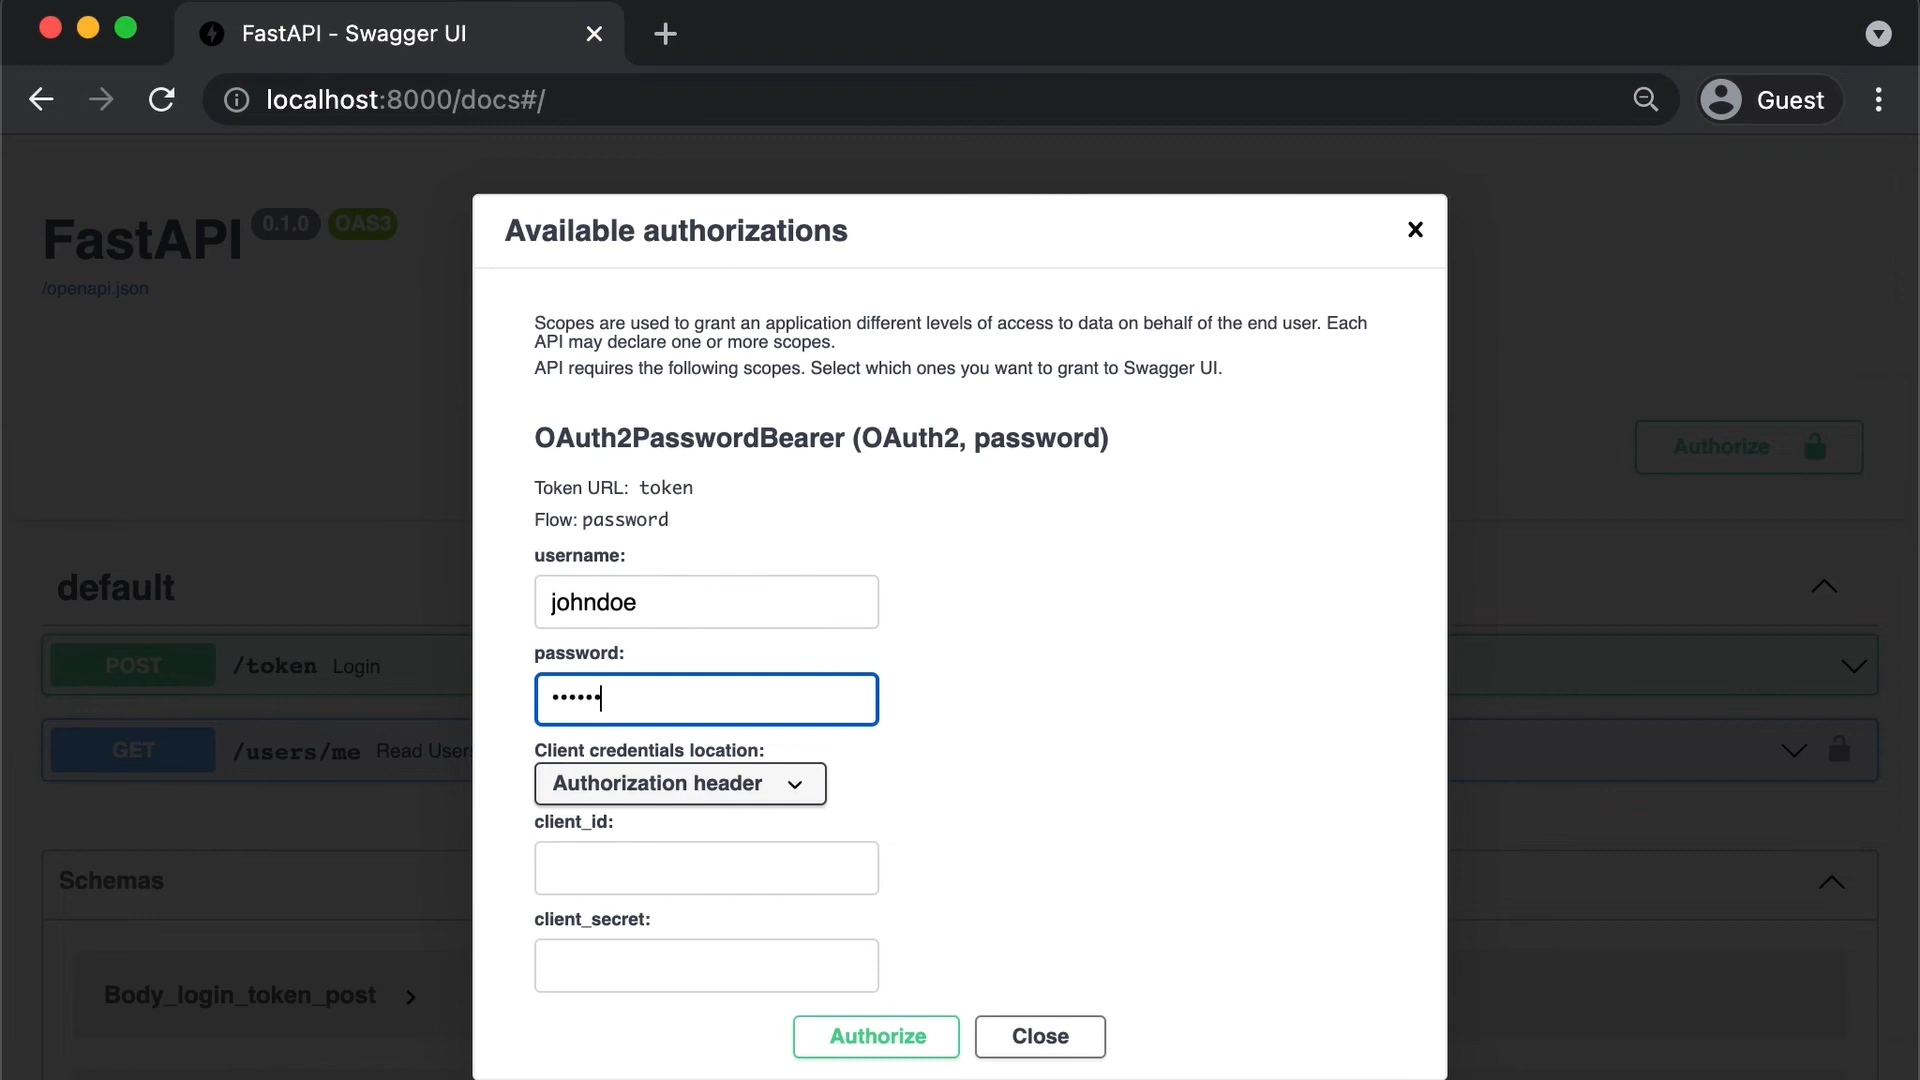 FastAPI - Swagger UI
localhost:8000/docs#/
Guest
FastAPI 0.1.0 OAS3
/openapi.json
Available authorizations
Scopes are used to grant an application different levels of access to data on behalf of the end user. Each
API may declare one or more scopes.
API requires the following scopes. Select which ones you want to grant to Swagger UI.
OAuth2PasswordBearer (OAuth2, password)
Token URL: token
Flow: password
username:
johndoe
password:
••••••
Client credentials location:
Authorization header
client_id:
client_secret:
Authorize Close
Authorize
default
POST /token Login
GET /users/me Read Users
Schemas
Body_login_token_post